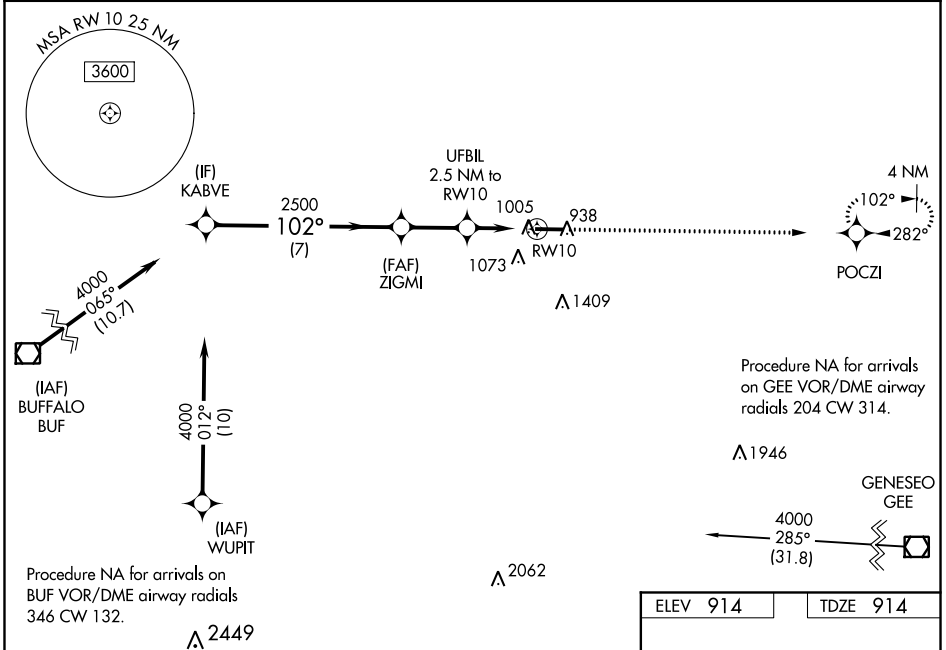 MSA RW 10 25 NM
3600
(IF)
KABVE
2500
102°
(7)
UFBIL
2.5 NM to
RW10
(FAF)
ZIGMI
1005
938
1073
RW10
1409
4 NM
102°
282°
POCZI
4000
065°
(10.7)
(IAF)
BUFFALO
BUF
4000
012°
(10)
(IAF)
WUPIT
Procedure NA for arrivals
on GEE VOR/DME airway
radials 204 CW 314.
1946
GENESEO
GEE
4000
285°
(31.8)
Procedure NA for arrivals on
BUF VOR/DME airway radials
346 CW 132.
2449
2062
ELEV 914
TDZE 914